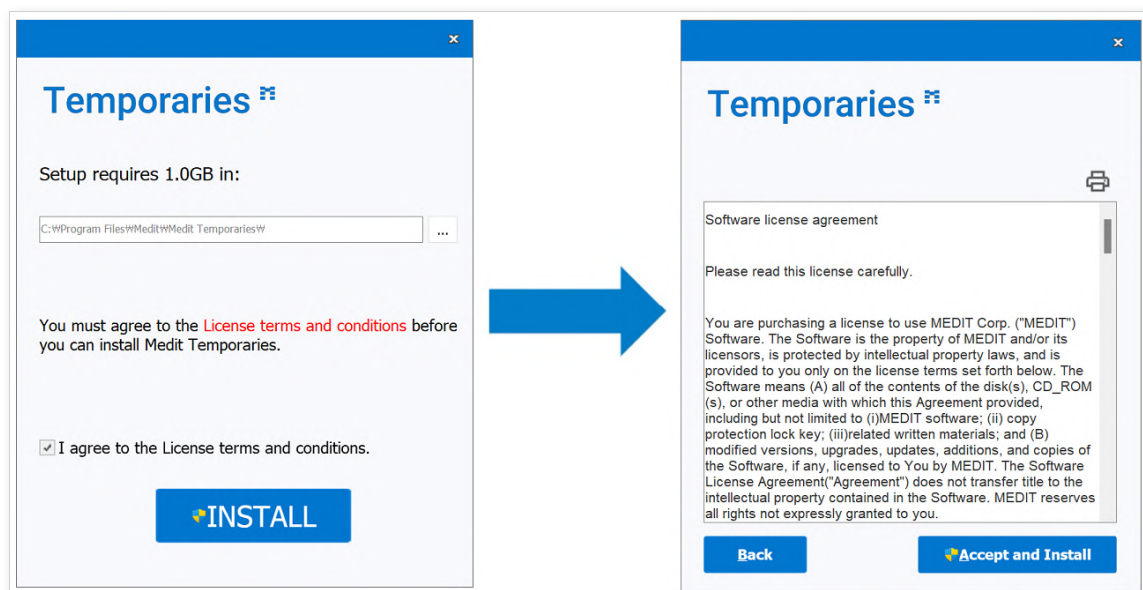 Temporaries
Setup requires 1.0GB in:
C:₩Program Files₩Medit₩Medit Temporaries₩
...
You must agree to the License terms and conditions before
you can install Medit Temporaries.
I agree to the License terms and conditions.
INSTALL
Temporaries
Software license agreement
Please read this license carefully.
You are purchasing a license to use MEDIT Corp. ("MEDIT")
Software. The Software is the property of MEDIT and/or its
licensors, is protected by intellectual property laws, and is
provided to you only on the license terms set forth below. The
Software means (A) all of the contents of the disk(s), CD_ROM
(s), or other media with which this Agreement provided,
including but not limited to (i)MEDIT software; (ii) copy
protection lock key; (iii)related written materials; and (B)
modified versions, upgrades, updates, additions, and copies of
the Software, if any, licensed to You by MEDIT. The Software
License Agreement("Agreement") does not transfer title to the
intellectual property contained in the Software. MEDIT reserves
all rights not expressly granted to you.
Back
Accept and Install